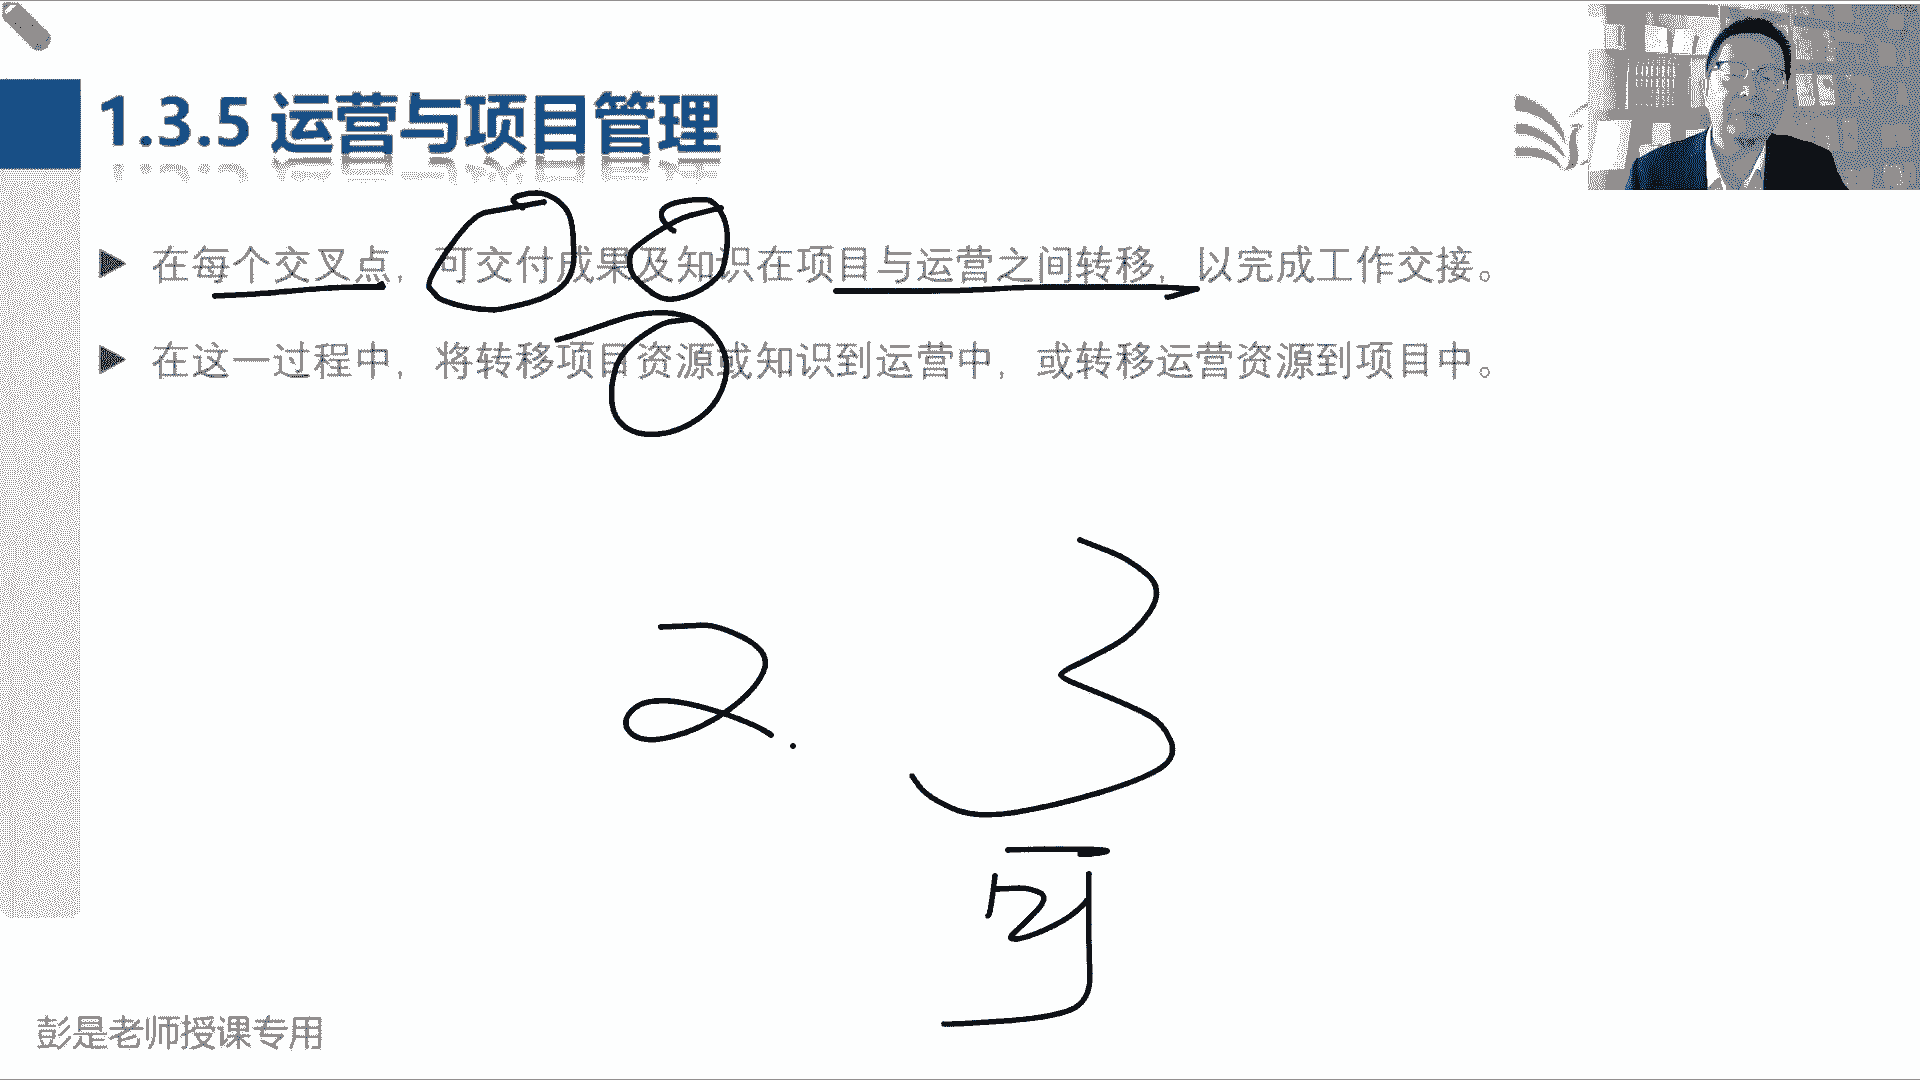 1.3.5 运营与项目管理
在每个交叉点，可交付成果及知识在项目与运营之间转移，以完成工作交接。
在这一过程中，将转移项目资源或知识到运营中，或转移运营资源到项目中。
2.
3
可
彭是老师授课专用